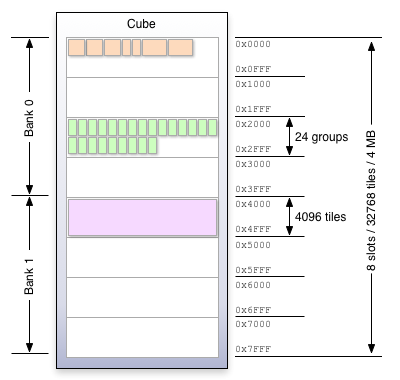 Cube
Bank 0
Bank 1
0x0000
0x0FFF
0x1000
0x1FFF
0x2000
24 groups
0x2FFF
0x3000
0x3FFF
0x4000
4096 tiles
0x4FFF
0x5000
0x5FFF
0x6000
0x6FFF
0x7000
0x7FFF
8 slots / 32768 tiles / 4 MB